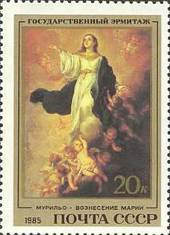 ГОСУДАРСТВЕННЫЙ ЭРМИТАЖ
20к
МУРИЛЬО - ВОЗНЕСЕНИЕ МАРИИ
1985 ПОЧТА СССР